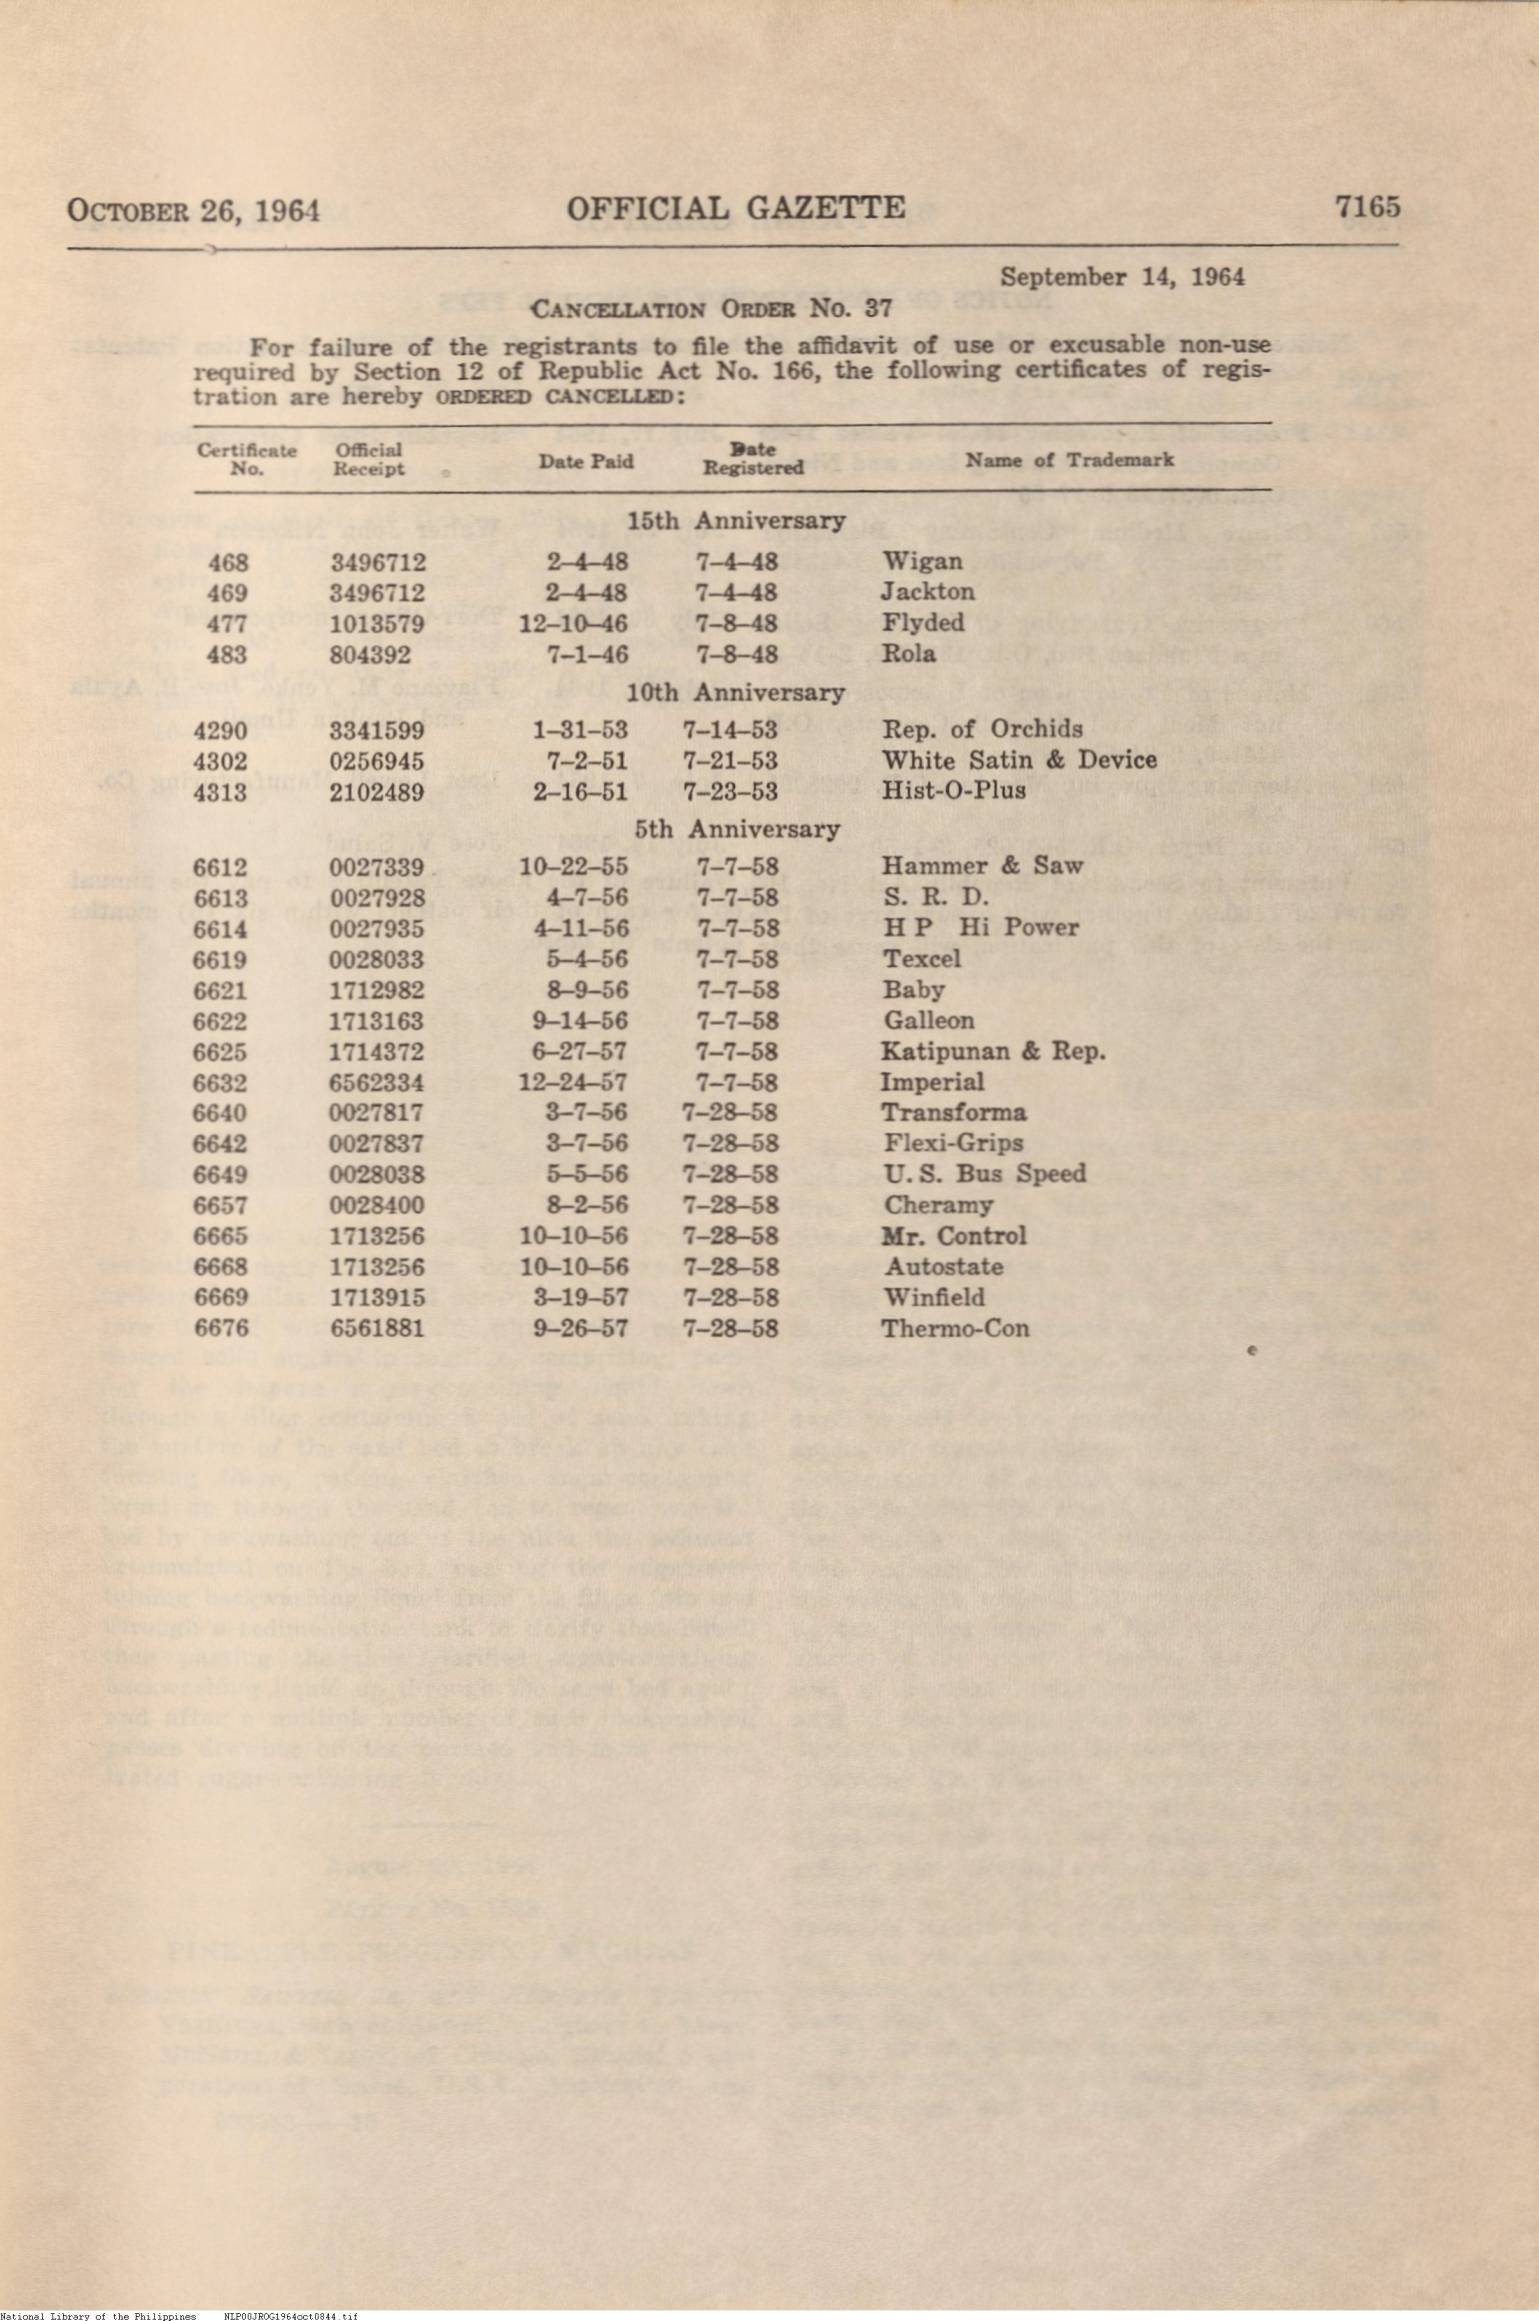 OCTOBER 26, 1964 OFFICIAL GAZETTE 7165
September 14, 1964
CANCELLATION ORDER No. 37
For failure of the registrants to file the affidavit of use or excusable non-use
required by Section 12 of Republic Act No. 166, the following certificates of regis-
tration are hereby ORDERED CANCELLED:
Certificate No. Official Receipt Date Paid Date Registered Name of Trademark
15th Anniversary
468 3496712 2–4–48 7–4–48 Wigan
469 3496712 2–4–48 7–4–48 Jackton
477 1013579 12–10–46 7–8–48 Flyded
483 804392 7–1–46 7–8–48 Rola
10th Anniversary
4290 3341599 1–31–53 7–14–53 Rep. of Orchids
4302 0256945 7–2–51 7–21–53 White Satin & Device
4313 2102489 2–16–51 7–23–53 Hist-O-Plus
5th Anniversary
6612 0027339 10–22–55 7–7–58 Hammer & Saw
6613 0027928 4–7–56 7–7–58 S. R. D.
6614 0027935 4–11–56 7–7–58 H P Hi Power
6619 0028033 5–4–56 7–7–58 Texcel
6621 1712982 8–9–56 7–7–58 Baby
6622 1713163 9–14–56 7–7–58 Galleon
6625 1714372 6–27–57 7–7–58 Katipunan & Rep.
6632 6562334 12–24–57 7–7–58 Imperial
6640 0027817 3–7–56 7–28–58 Transforma
6642 0027837 3–7–56 7–28–58 Flexi-Grips
6649 0028038 5–5–56 7–28–58 U. S. Bus Speed
6657 0028400 8–2–56 7–28–58 Cheramy
6665 1713256 10–10–56 7–28–58 Mr. Control
6668 1713256 10–10–56 7–28–58 Autostate
6669 1713915 3–19–57 7–28–58 Winfield
6676 6561881 9–26–57 7–28–58 Thermo-Con
National Library of the Philippines NLP00JROG1964oct0844.tif